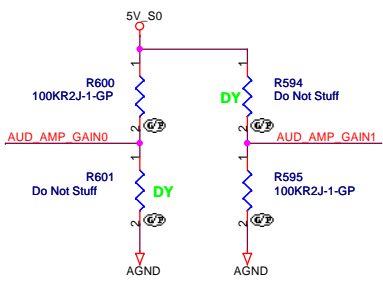 5V_S0
1
1
R600
100KR2J-1-GP
DY
R594
Do Not Stuff
2
G/P
2
G/P
AUD_AMP_GAIN0
AUD_AMP_GAIN1
1
1
R601
Do Not Stuff
DY
R595
100KR2J-1-GP
2
G/P
2
G/P
AGND
AGND